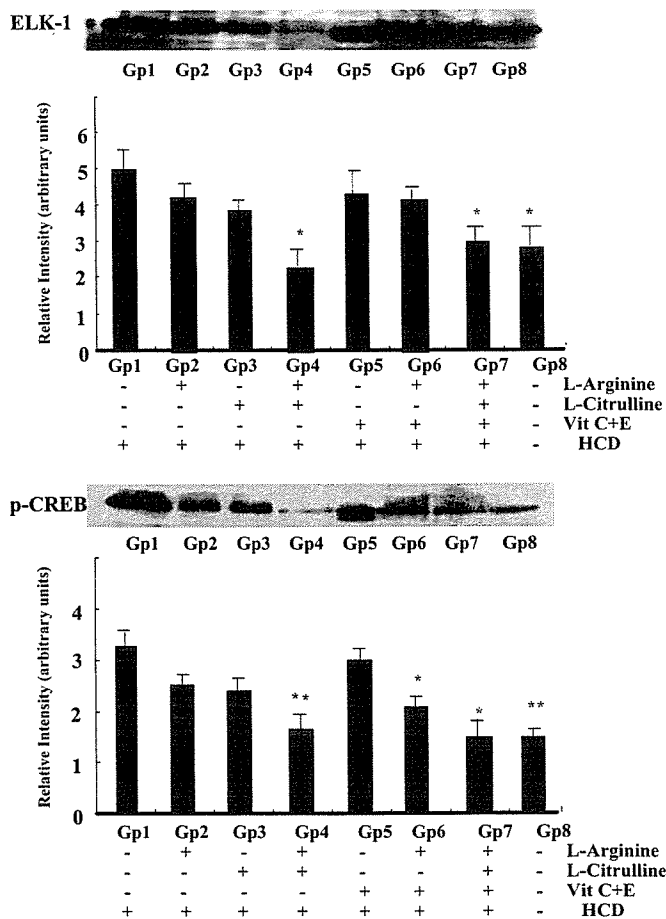 ELK-1
Gp1 Gp2 Gp3 Gp4 Gp5 Gp6 Gp7 Gp8
Relative Intensity (arbitrary units)
6
5
4
3
2
1
0
* * *
Gp1 Gp2 Gp3 Gp4 Gp5 Gp6 Gp7 Gp8
- + - + - + + - L-Arginine
- - + + - - + - L-Citrulline
- - - - + + + - Vit C+E
+ + + + + + + - HCD
p-CREB
Gp1 Gp2 Gp3 Gp4 Gp5 Gp6 Gp7 Gp8
Relative Intensity (arbitrary units)
4
3
2
1
0
** * * **
Gp1 Gp2 Gp3 Gp4 Gp5 Gp6 Gp7 Gp8
- + - + - + + - L-Arginine
- - + + - - + - L-Citrulline
- - - - + + + - Vit C+E
+ + + + + + + - HCD